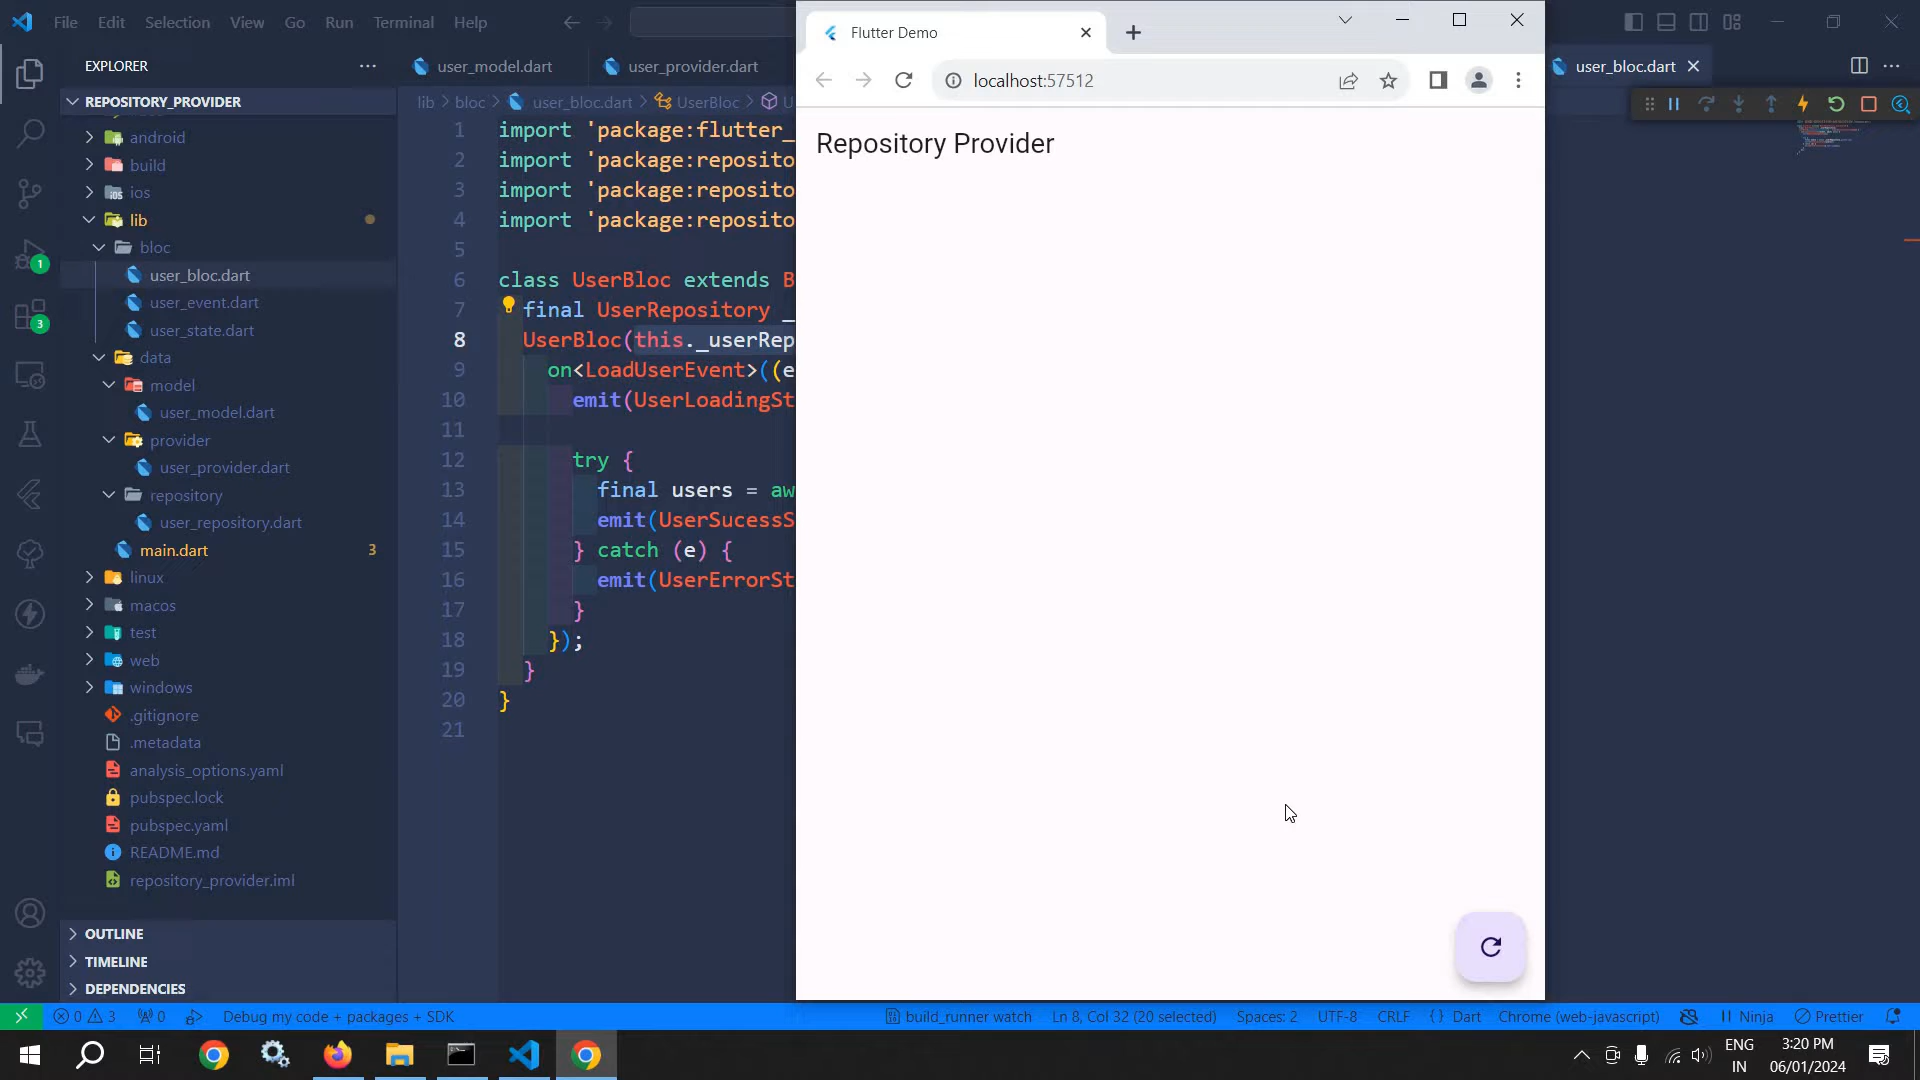 File Edit Selection View Go Run Terminal Help
Flutter Demo
localhost:57512
EXPLORER
user_model.dart
user_provider.dart
user_bloc.dart
REPOSITORY_PROVIDER
lib > bloc > user_bloc.dart > UserBloc > U
android
build
ios
lib
bloc
user_bloc.dart
user_event.dart
user_state.dart
data
model
user_model.dart
provider
user_provider.dart
repository
user_repository.dart
main.dart 3
linux
macos
test
web
windows
.gitignore
.metadata
analysis_options.yaml
pubspec.lock
pubspec.yaml
README.md
repository_provider.iml
OUTLINE
TIMELINE
DEPENDENCIES
1
3
1 import 'package:flutter_
2 import 'package:reposito
3 import 'package:reposito
4 import 'package:reposito
5
6 class UserBloc extends B
7 final UserRepository _
8 UserBloc(this._userRep
9 on<LoadUserEvent>((e
10 emit(UserLoadingSt
11
12 try {
13 final users = aw
14 emit(UserSucessS
15 } catch (e) {
16 emit(UserErrorSt
17 }
18 });
19 }
20 }
21
Repository Provider
0 3 0 Debug my code + packages + SDK
build_runner watch Ln 8, Col 32 (20 selected) Spaces: 2 UTF-8 CRLF { } Dart Chrome (web-javascript) Ninja Prettier
ENG
IN
3:20 PM
06/01/2024